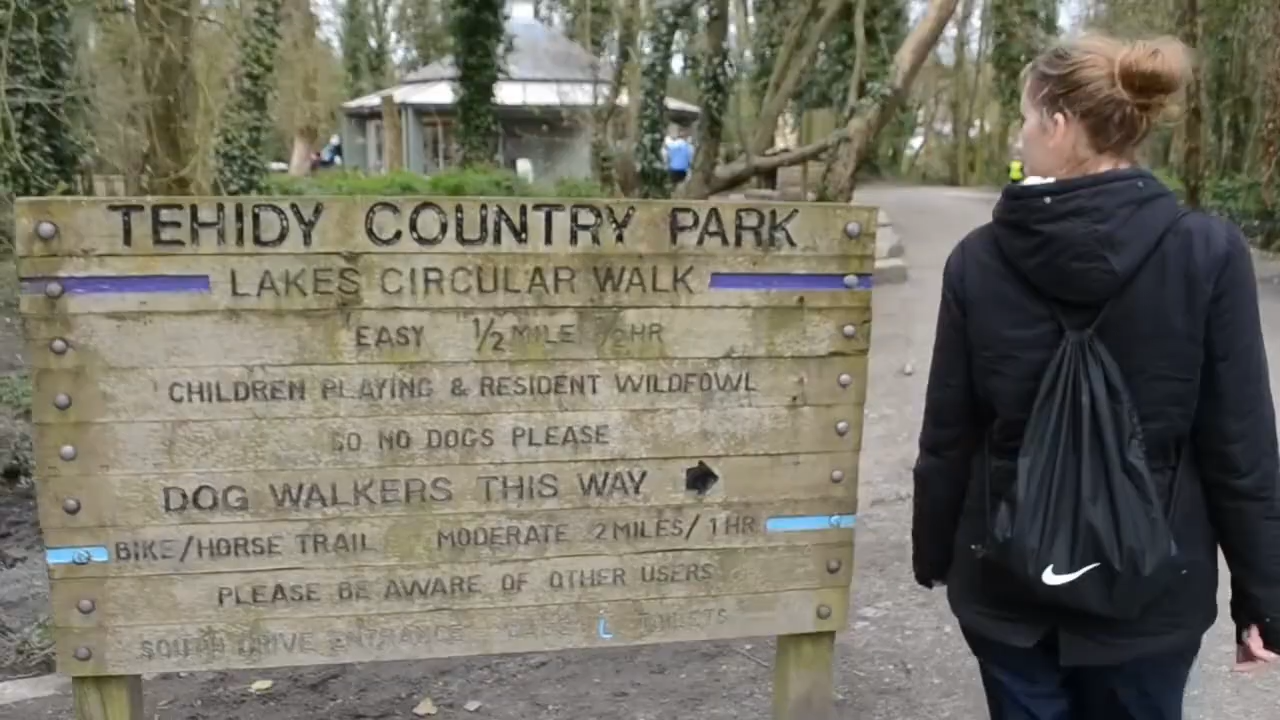 TEHIDY COUNTRY PARK
LAKES CIRCULAR WALK
EASY 1/2 MILE 1/2 HR
CHILDREN PLAYING & RESIDENT WILDFOWL
SO NO DOGS PLEASE
DOG WALKERS THIS WAY
BIKE/HORSE TRAIL MODERATE 2 MILES/ 1 HR
PLEASE BE AWARE OF OTHER USERS
SOUTH DRIVE ENTRANCE TOILETS